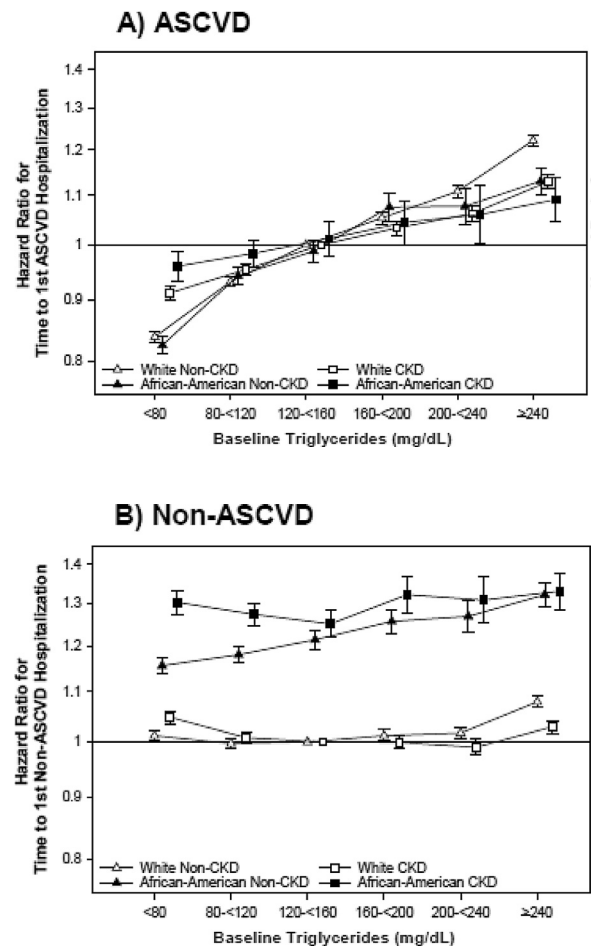 A) ASCVD
Hazard Ratio for
Time to 1st ASCVD Hospitalization
1.4
1.3
1.2
1.1
1
0.9
0.8
White Non-CKD White CKD
African-American Non-CKD African-American CKD
<80 80-<120 120-<160 160-<200 200-<240 ≥240
Baseline Triglycerides (mg/dL)
B) Non-ASCVD
Hazard Ratio for
Time to 1st Non-ASCVD Hospitalization
1.4
1.3
1.2
1.1
1
0.9
0.8
White Non-CKD White CKD
African-American Non-CKD African-American CKD
<80 80-<120 120-<160 160-<200 200-<240 ≥240
Baseline Triglycerides (mg/dL)